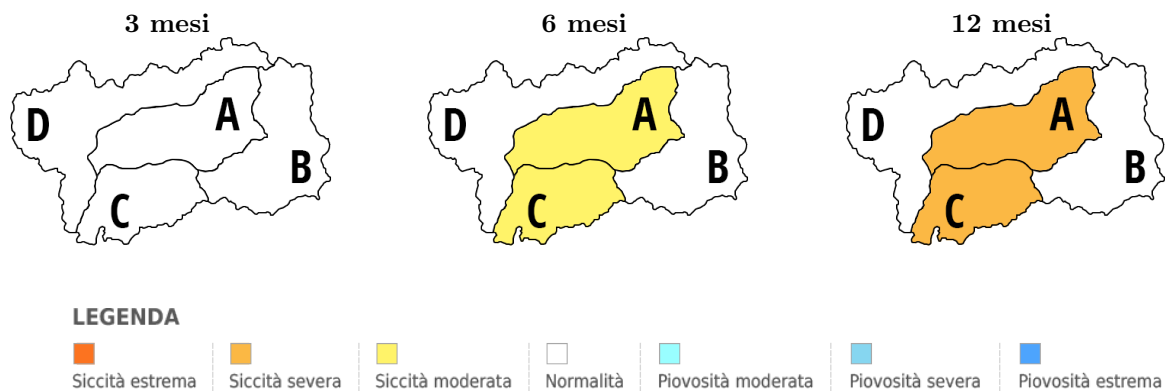 3 mesi 6 mesi 12 mesi
A A A
D D D
B B B
C C C
LEGENDA
Siccità estrema Siccità severa Siccità moderata Normalità Piovosità moderata Piovosità severa Piovosità estrema